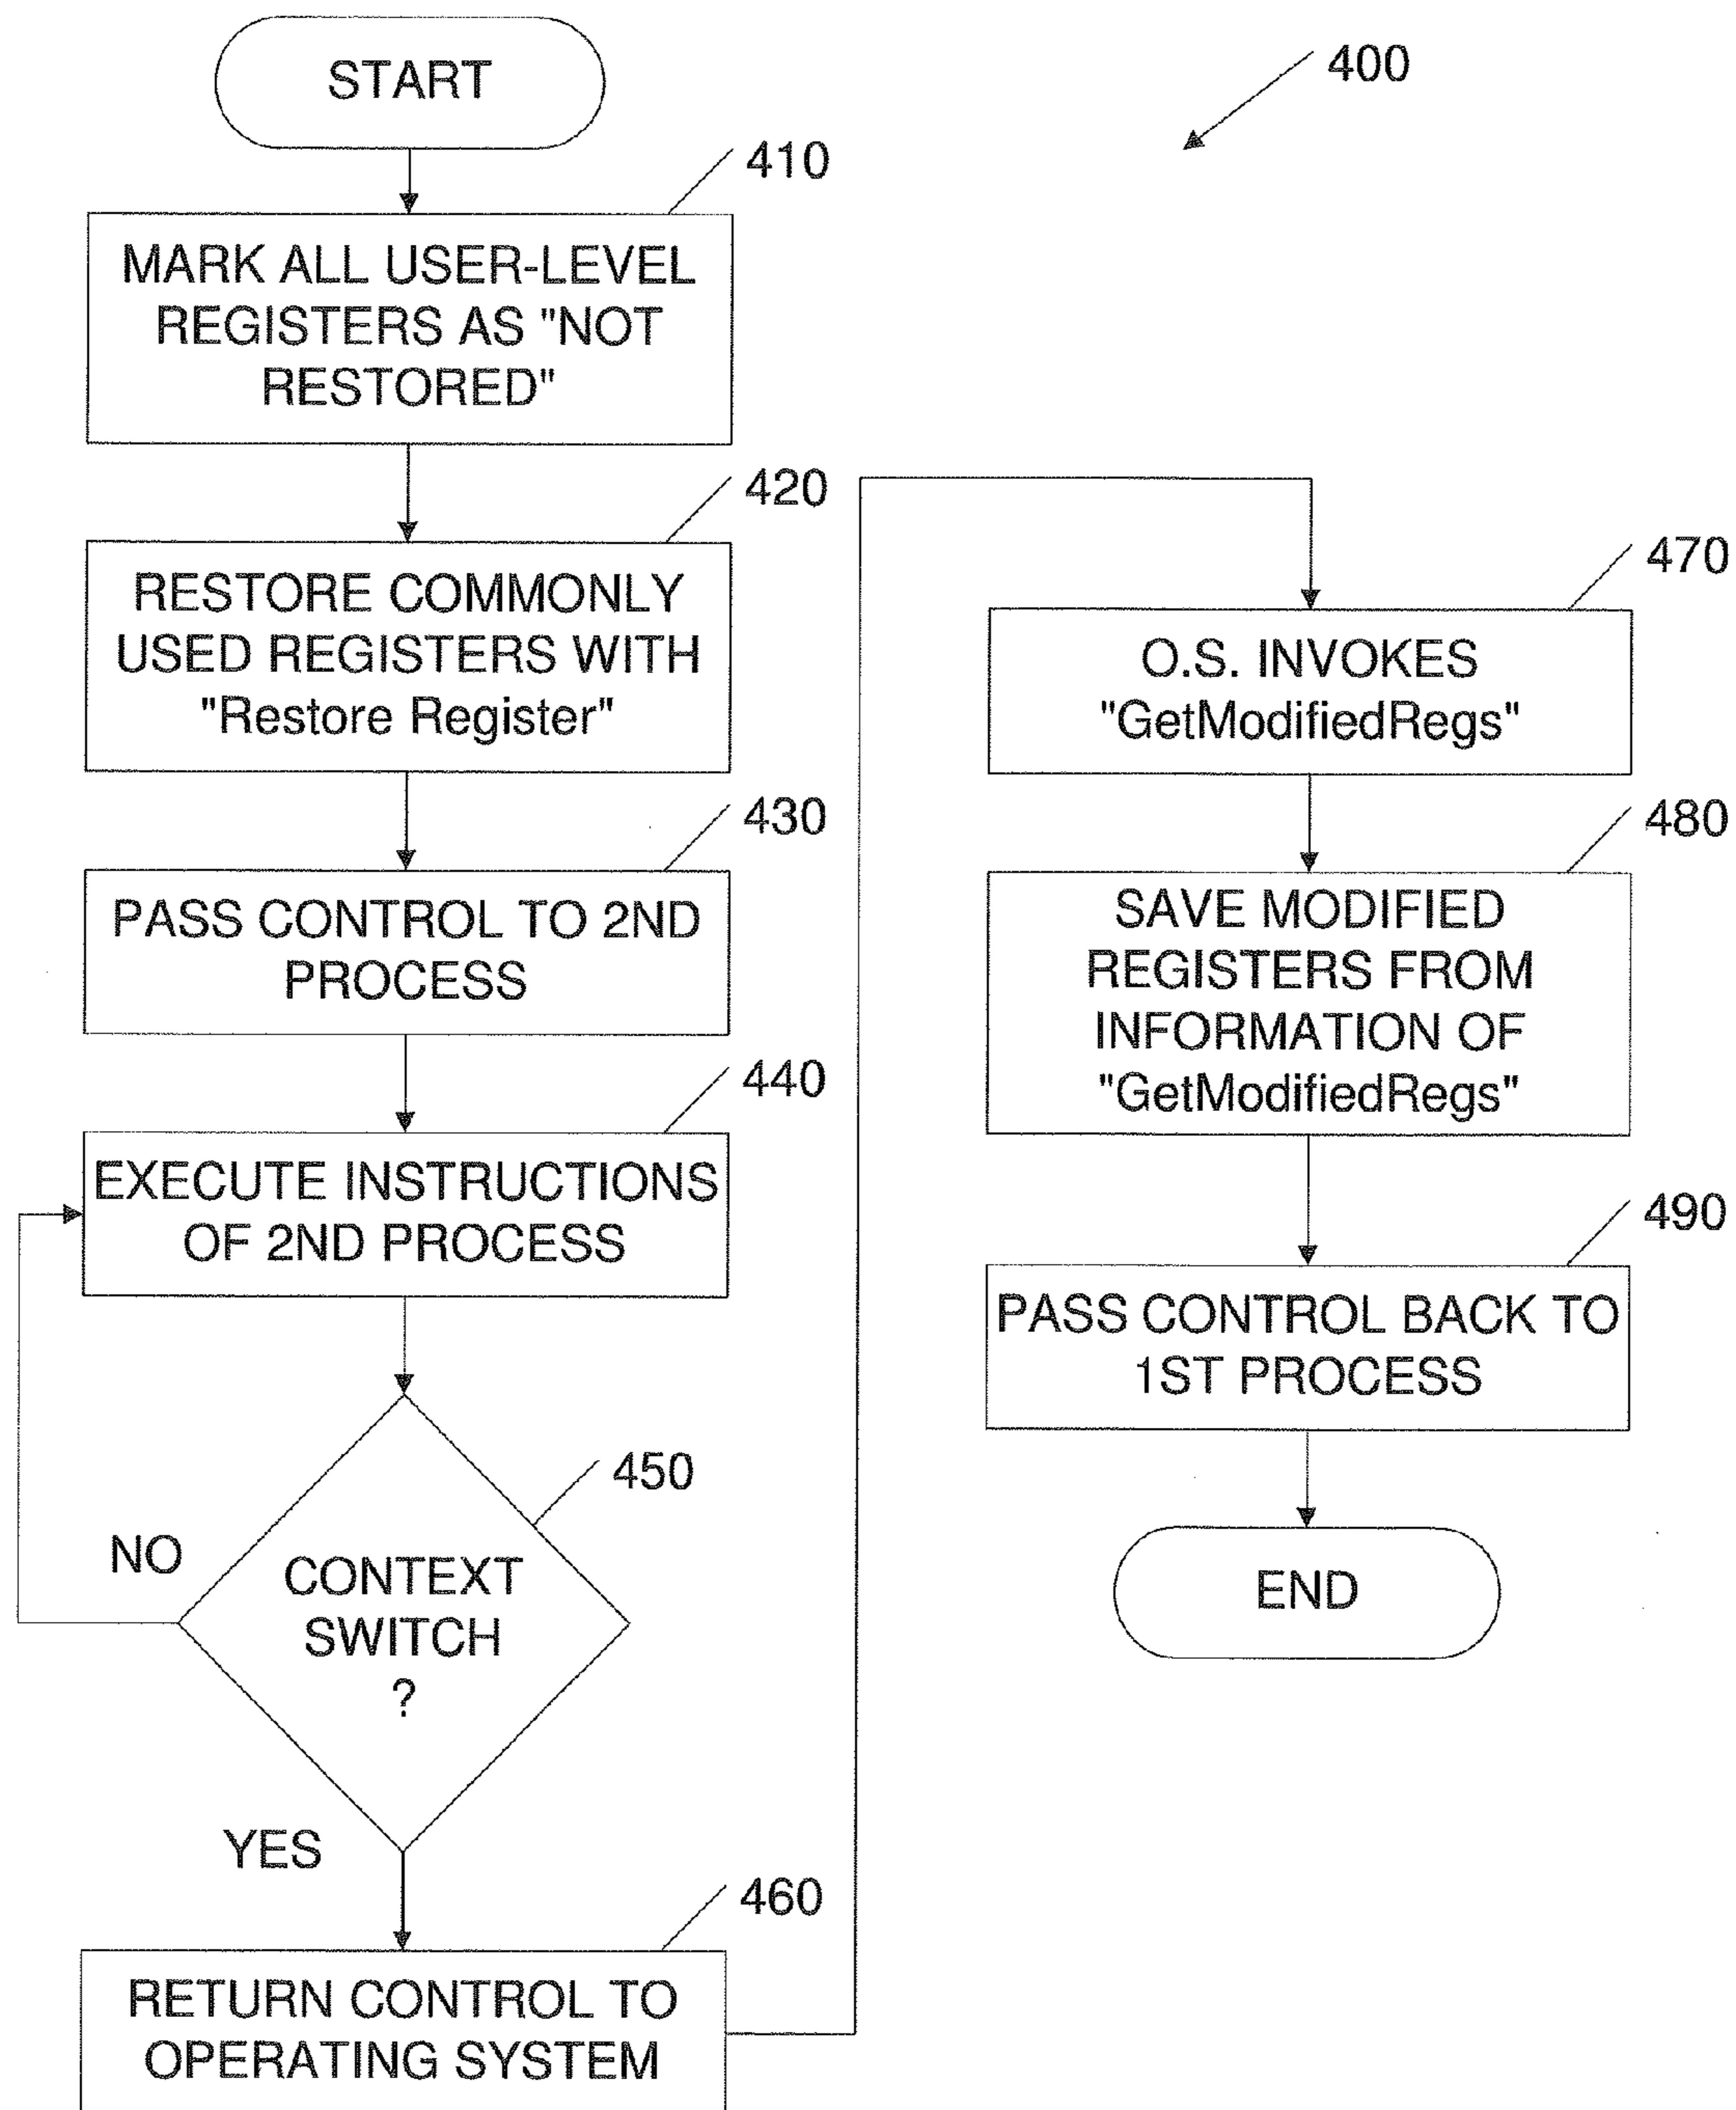 START
400
410
MARK ALL USER-LEVEL
REGISTERS AS "NOT
RESTORED"
420
RESTORE COMMONLY
USED REGISTERS WITH
"Restore Register"
430
PASS CONTROL TO 2ND
PROCESS
440
EXECUTE INSTRUCTIONS
OF 2ND PROCESS
450
NO
CONTEXT
SWITCH
?
YES
460
RETURN CONTROL TO
OPERATING SYSTEM
470
O.S. INVOKES
"GetModifiedRegs"
480
SAVE MODIFIED
REGISTERS FROM
INFORMATION OF
"GetModifiedRegs"
490
PASS CONTROL BACK TO
1ST PROCESS
END